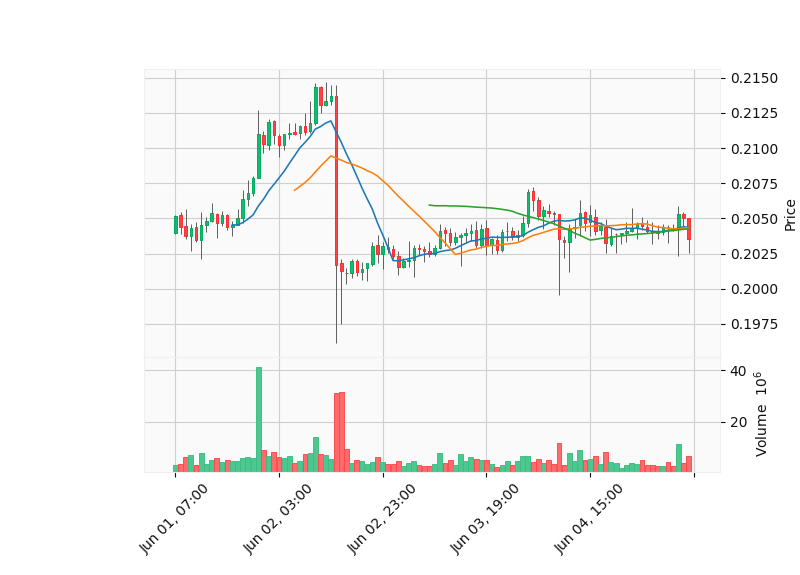 0.2150
0.2125
0.2100
0.2075
0.2050
0.2025
0.2000
0.1975
Price
40
20
Volume 10^6
Jun 01, 07:00
Jun 02, 03:00
Jun 02, 23:00
Jun 03, 19:00
Jun 04, 15:00